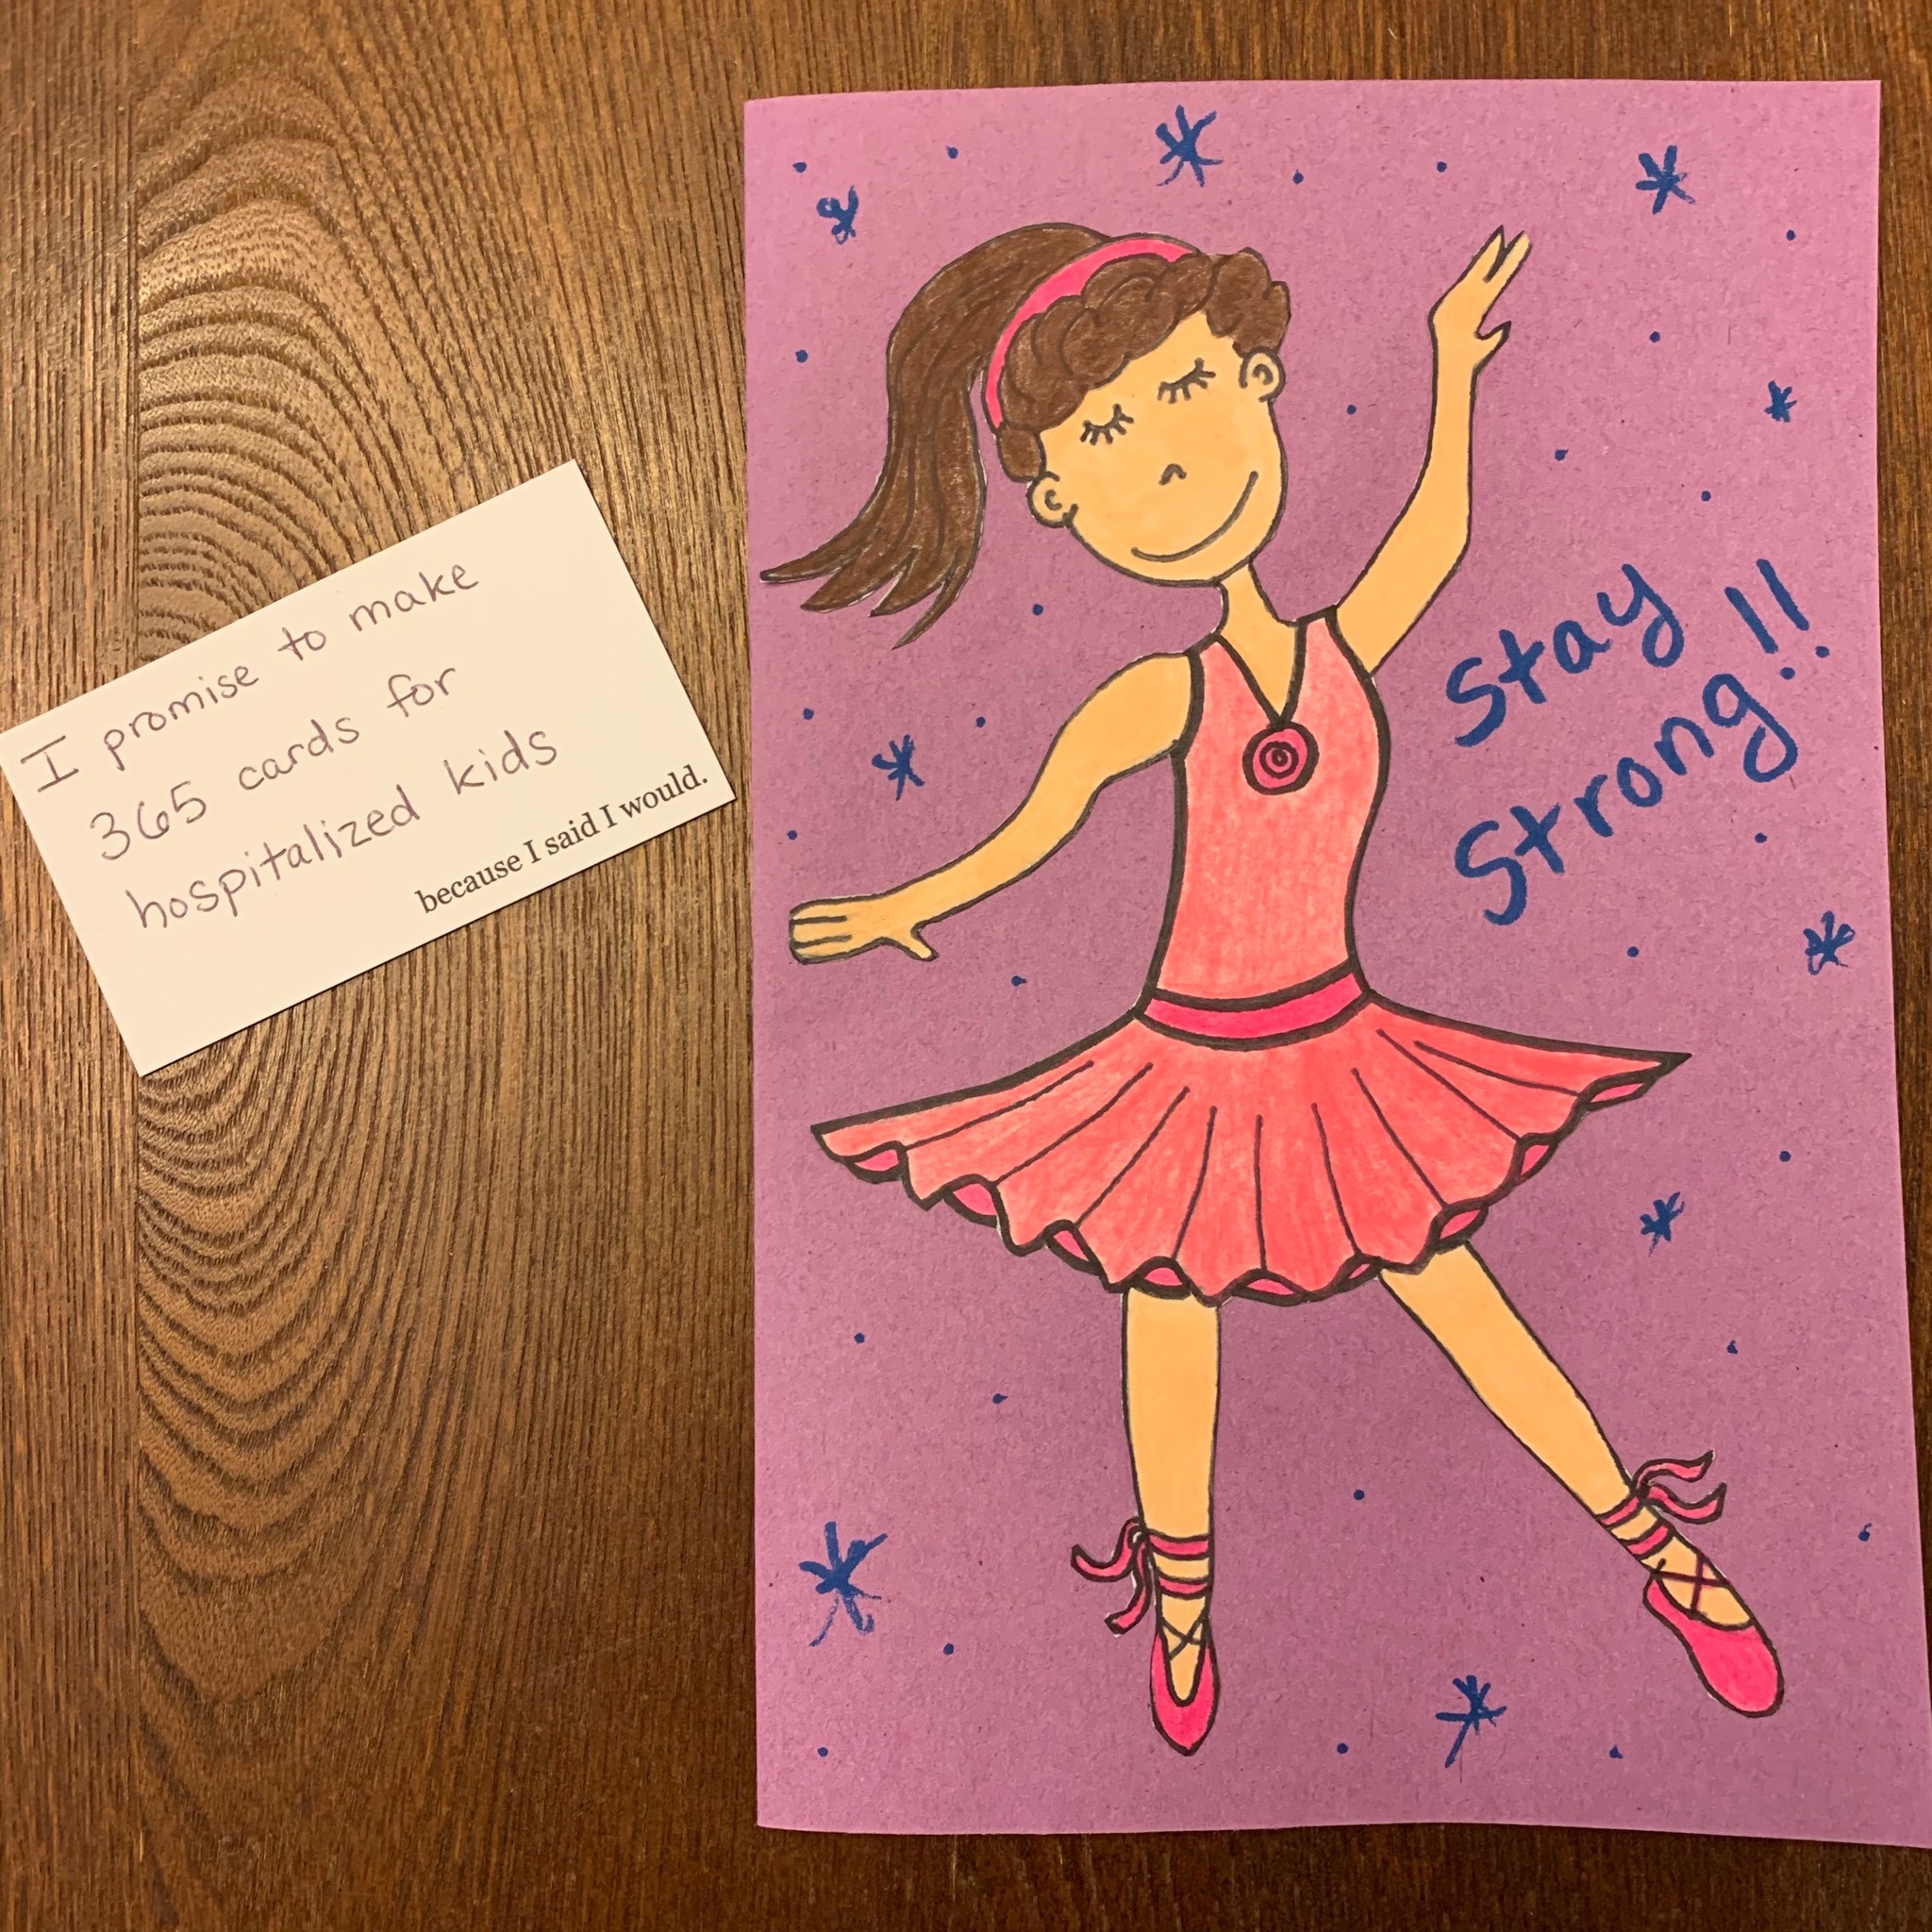 I promise to make
365 cards for
hospitalized kids
because I said I would.
Stay
Strong!!